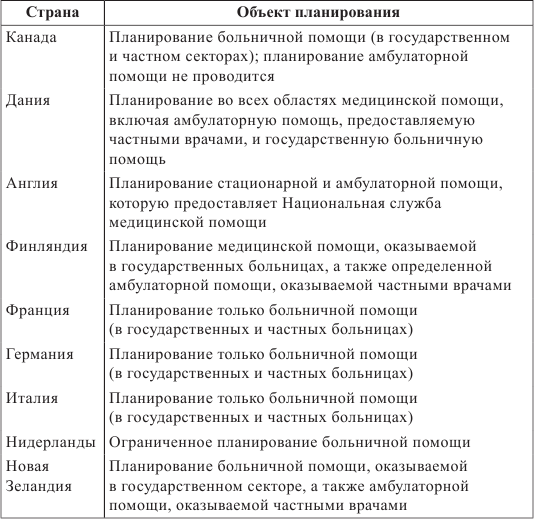 Страна Объект планирования
Канада Планирование больничной помощи (в государственном
и частном секторах); планирование амбулаторной
помощи не проводится
Дания Планирование во всех областях медицинской помощи,
включая амбулаторную помощь, предоставляемую
частными врачами, и государственную больничную
помощь
Англия Планирование стационарной и амбулаторной помощи,
которую предоставляет Национальная служба
медицинской помощи
Финляндия Планирование медицинской помощи, оказываемой
в государственных больницах, а также определенной
амбулаторной помощи, оказываемой частными врачами
Франция Планирование только больничной помощи
(в государственных и частных больницах)
Германия Планирование только больничной помощи
(в государственных и частных больницах)
Италия Планирование только больничной помощи
(в государственных и частных больницах)
Нидерланды Ограниченное планирование больничной помощи
Новая Планирование больничной помощи, оказываемой
Зеландия в государственном секторе, а также амбулаторной
помощи, оказываемой частными врачами